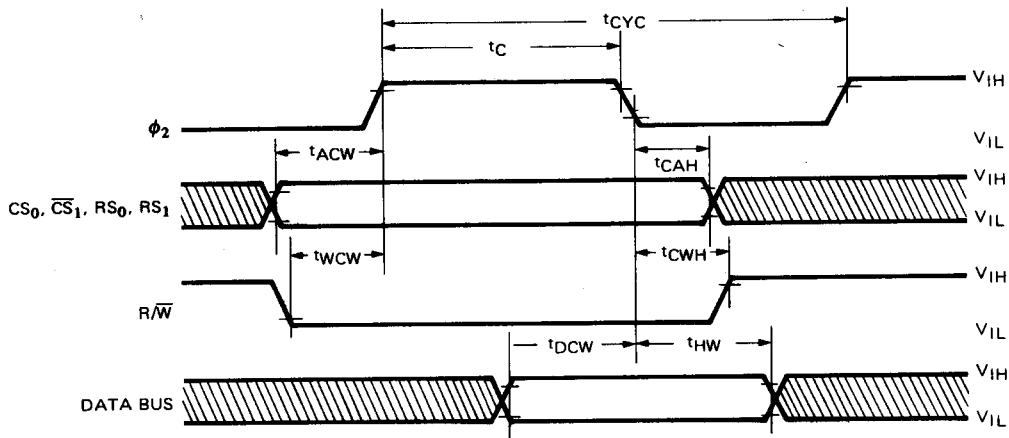 tCYC
tC
VIH
ϕ2
VIL
tACW
tCAH
VIH
CS0, C̅S̅1, RS0, RS1
VIL
tWCW
tCWH
VIH
R/W̅
VIL
tDCW
tHW
VIH
DATA BUS
VIL